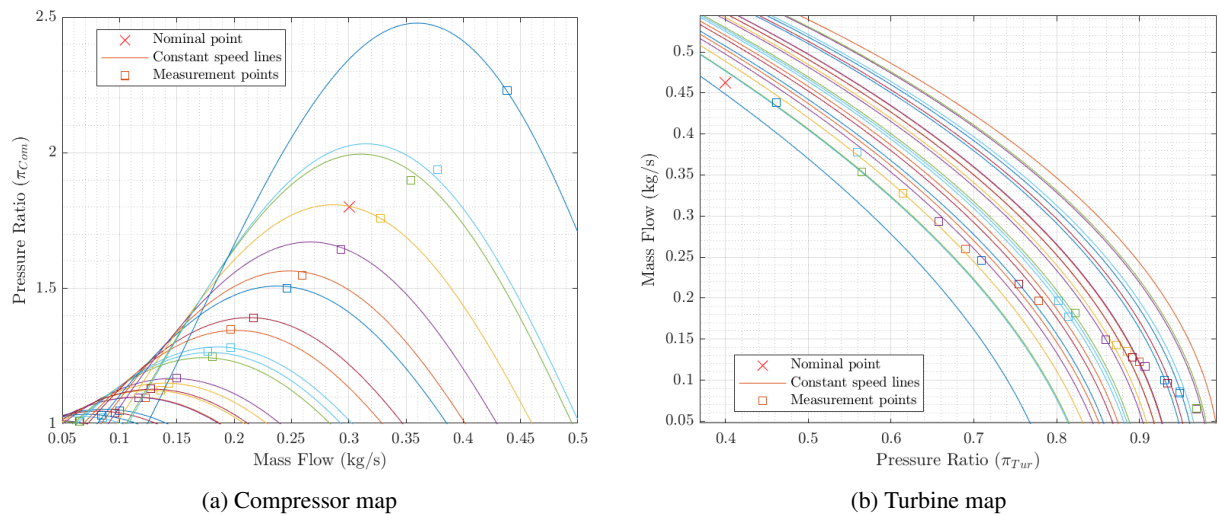 2.5
2
1.5
1
Pressure Ratio (π_Com)
Nominal point
Constant speed lines
Measurement points
0.05 0.1 0.15 0.2 0.25 0.3 0.35 0.4 0.45 0.5
Mass Flow (kg/s)
(a) Compressor map
0.5
0.45
0.4
0.35
0.3
0.25
0.2
0.15
0.1
0.05
Mass Flow (kg/s)
Nominal point
Constant speed lines
Measurement points
0.4 0.5 0.6 0.7 0.8 0.9
Pressure Ratio (π_Tur)
(b) Turbine map